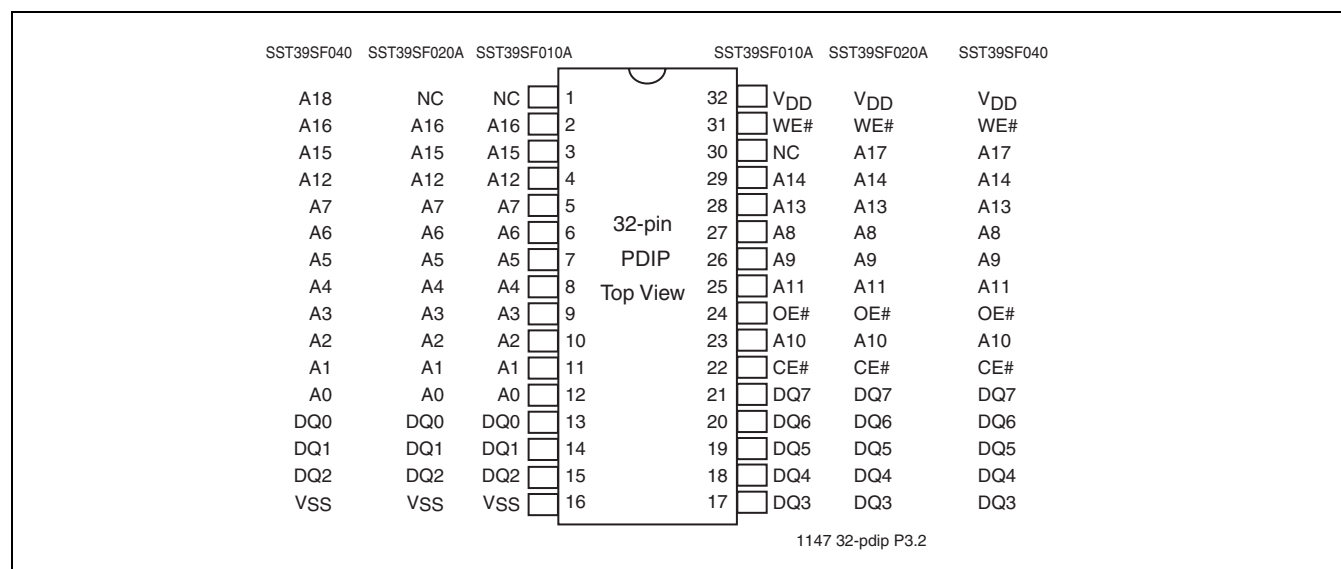 SST39SF040 SST39SF020A SST39SF010A SST39SF010A SST39SF020A SST39SF040
A18 NC NC 1 32 VDD VDD VDD
A16 A16 A16 2 31 WE# WE# WE#
A15 A15 A15 3 30 NC A17 A17
A12 A12 A12 4 29 A14 A14 A14
A7 A7 A7 5 28 A13 A13 A13
A6 A6 A6 6 32-pin 27 A8 A8 A8
A5 A5 A5 7 PDIP 26 A9 A9 A9
A4 A4 A4 8 Top View 25 A11 A11 A11
A3 A3 A3 9 24 OE# OE# OE#
A2 A2 A2 10 23 A10 A10 A10
A1 A1 A1 11 22 CE# CE# CE#
A0 A0 A0 12 21 DQ7 DQ7 DQ7
DQ0 DQ0 DQ0 13 20 DQ6 DQ6 DQ6
DQ1 DQ1 DQ1 14 19 DQ5 DQ5 DQ5
DQ2 DQ2 DQ2 15 18 DQ4 DQ4 DQ4
VSS VSS VSS 16 17 DQ3 DQ3 DQ3
1147 32-pdip P3.2